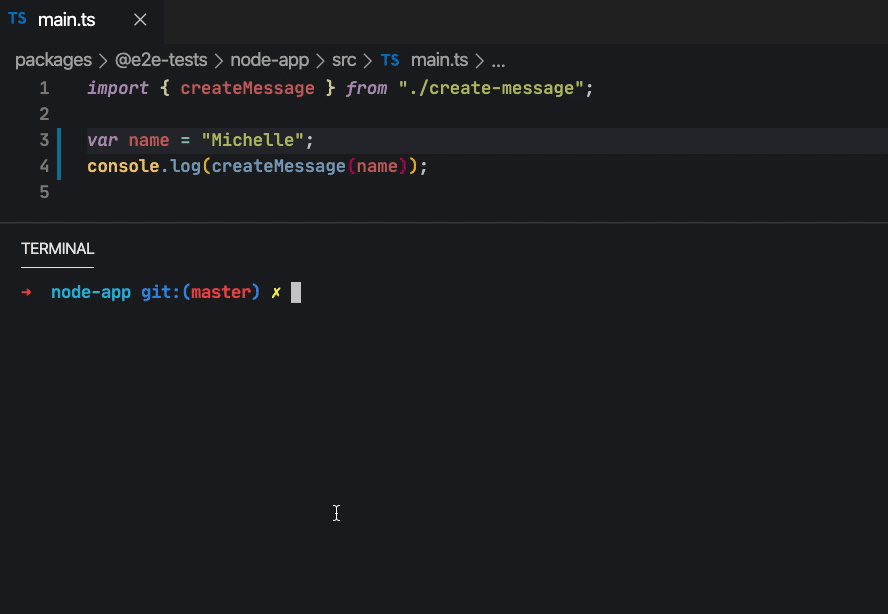 TS main.ts ×
packages > @e2e-tests > node-app > src > TS main.ts > ...
1 import { createMessage } from "./create-message";
2
3 var name = "Michelle";
4 console.log(createMessage(name));
5
TERMINAL
→ node-app git:(master) ✗